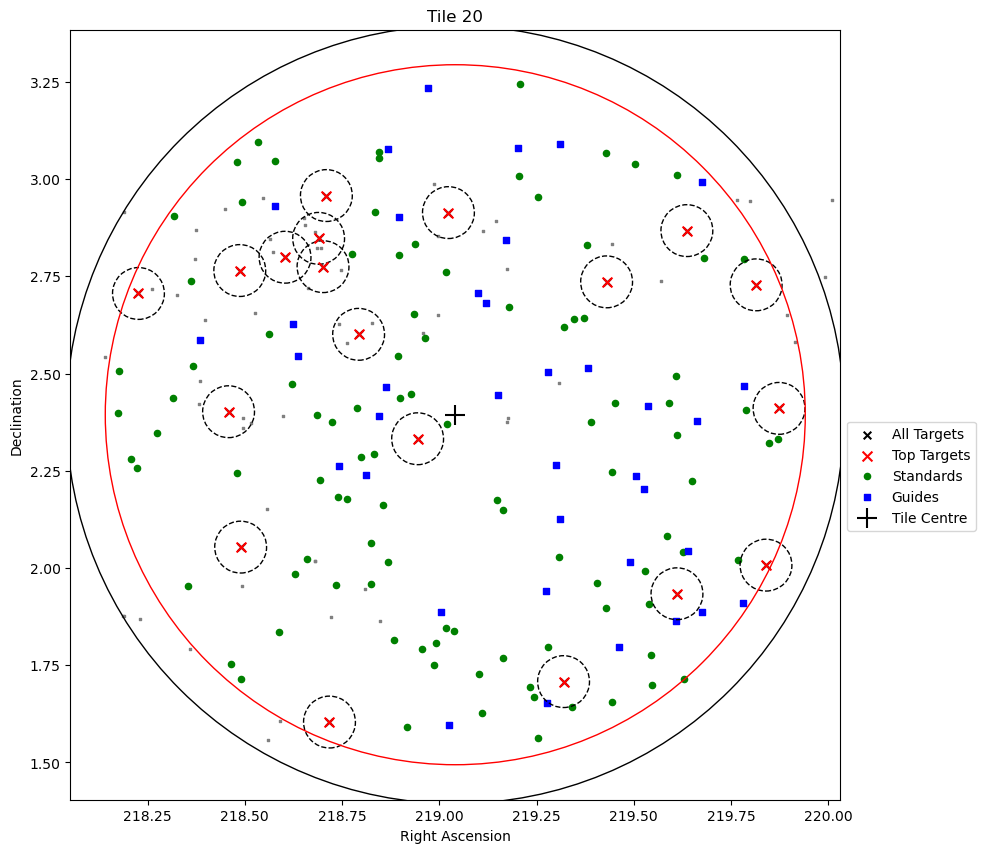 Tile 20
3.25
3.00
2.75
2.50
2.25
2.00
1.75
1.50
Declination
218.25 218.50 218.75 219.00 219.25 219.50 219.75 220.00
Right Ascension
All Targets
Top Targets
Standards
Guides
Tile Centre